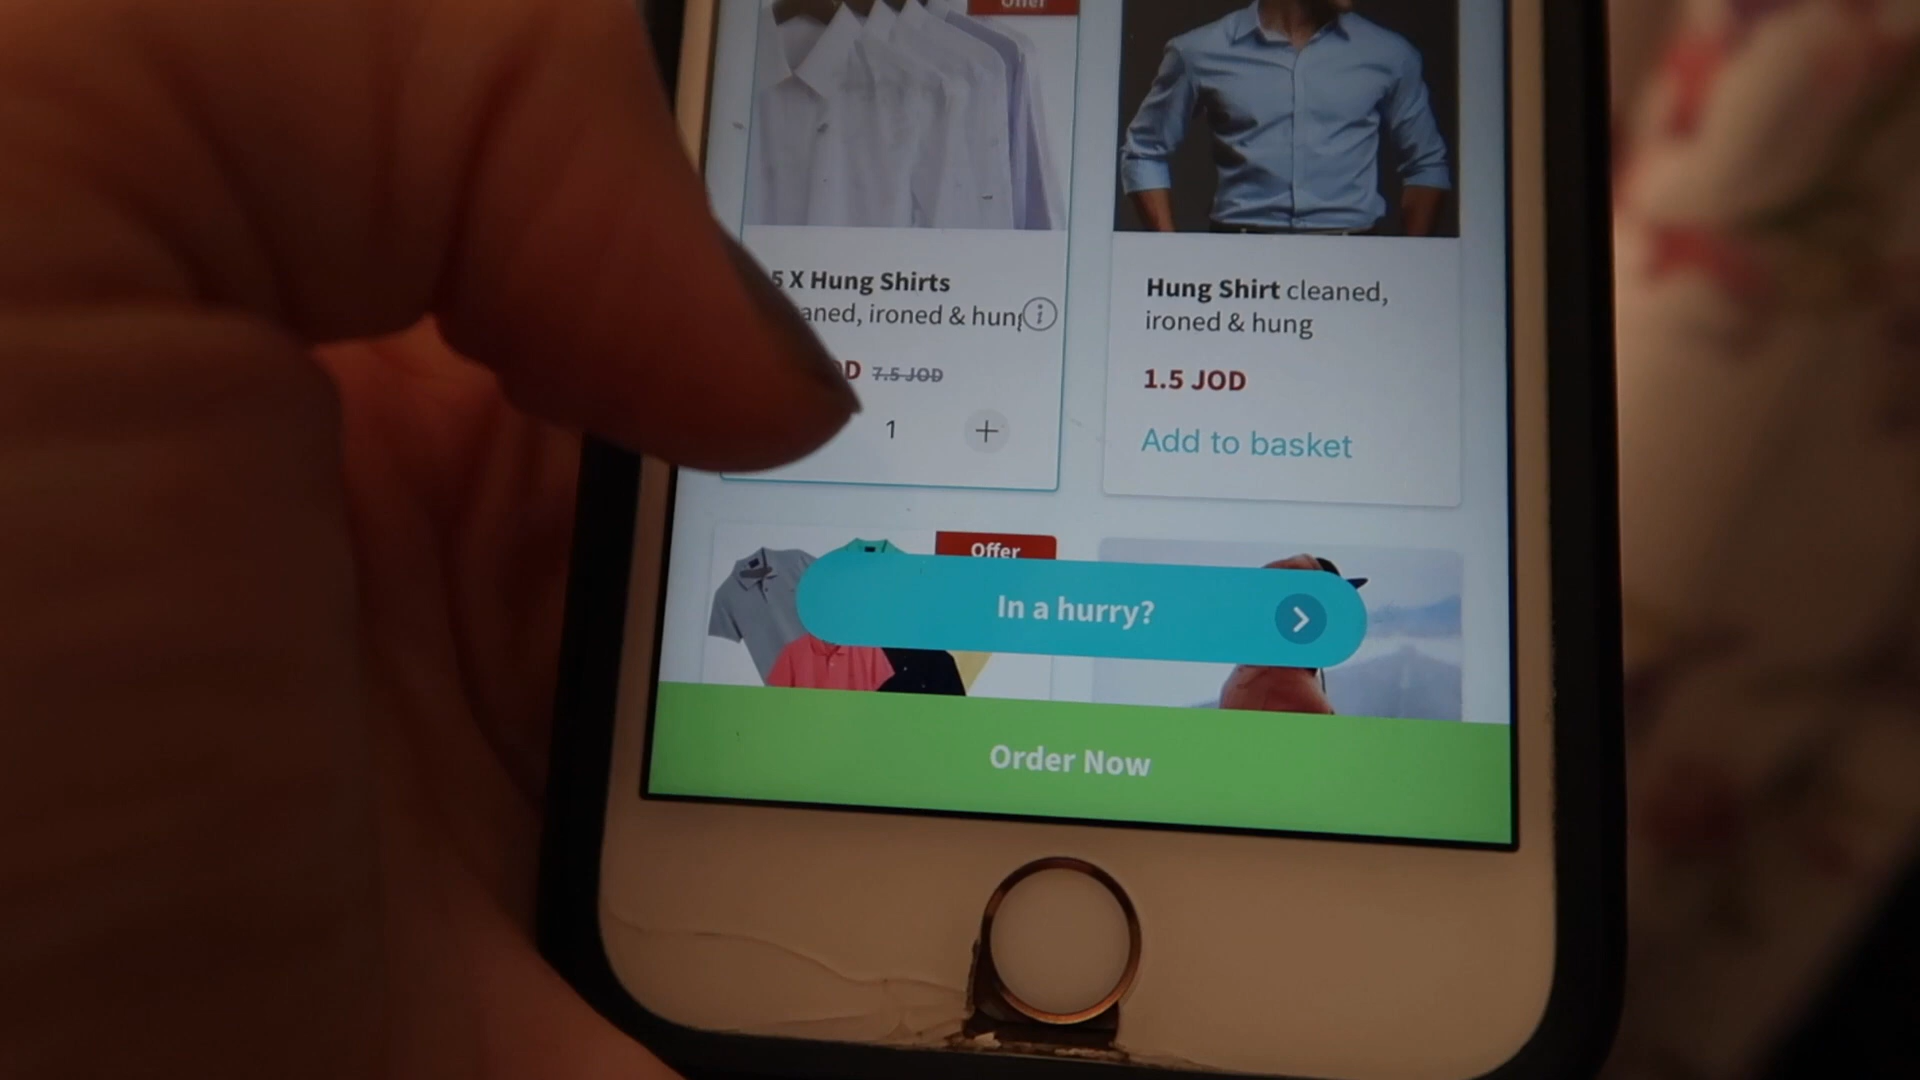 Offer
5 X Hung Shirts
ironed & hung
7.5 JOD
1
+
Hung Shirt cleaned,
ironed & hung
1.5 JOD
Add to basket
Offer
In a hurry?
Order Now